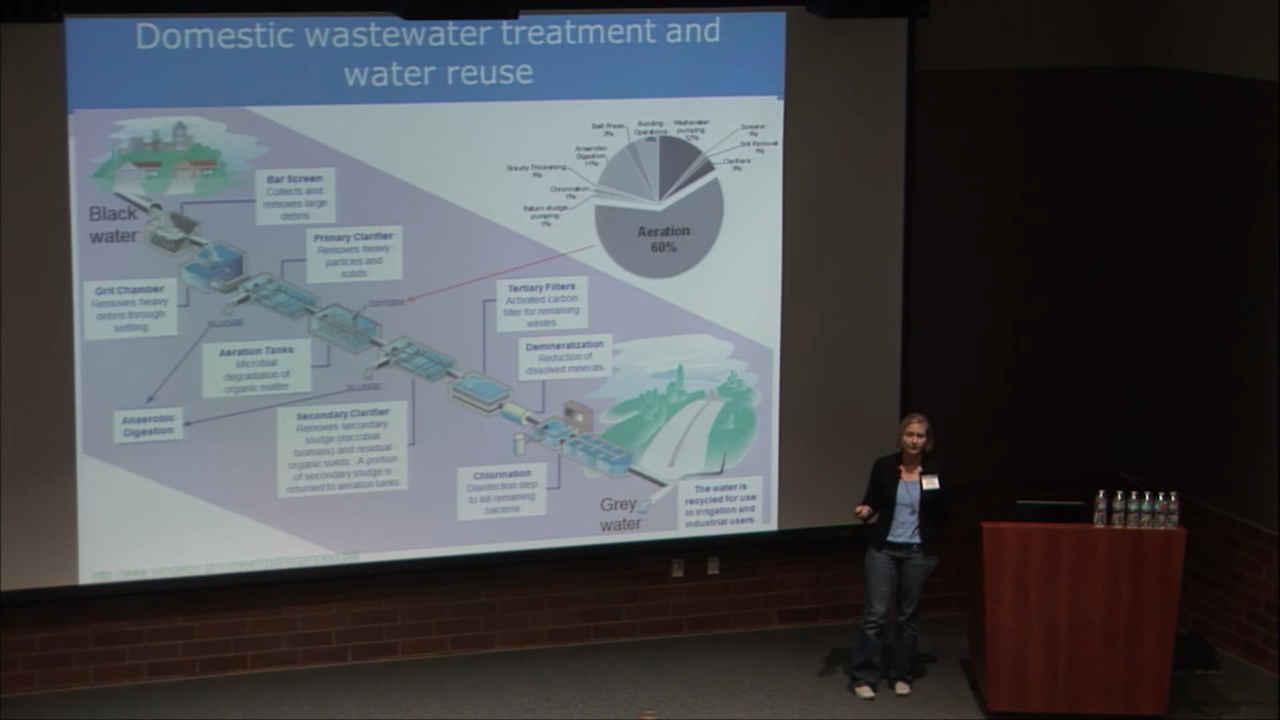 Domestic wastewater treatment and
water reuse
Belt Press
3%
Building
Operations
Wastewater
pumping
12%
Screens
1%
Grit Removal
Clarifiers
3%
Anaerobic
Digestion
11%
Gravity Thickening
Chlorination
1%
Return sludge
pumping
1%
Aeration
60%
Black
water
Bar Screen
Collects and
removes large
debris
Primary Clarifier
Removes heavy
particles and
solids
Grit Chamber
Removes heavy
debris through
settling
SLUDGE
OXYGEN
Tertiary Filters
Activated carbon
filter for remaining
wastes
Aeration Tanks
Microbial
degradation of
organic matter
Demineralization
Reduction of
dissolved minerals
SLUDGE
Anaerobic
Digestion
Secondary Clarifier
Removes secondary
sludge (microbial
biomass) and residual
organic solids. A portion
of secondary sludge is
returned to aeration tanks
Chlorination
Disinfection step
to kill remaining
bacteria
Grey
water
The water is
recycled for use
in irrigation and
industrial users